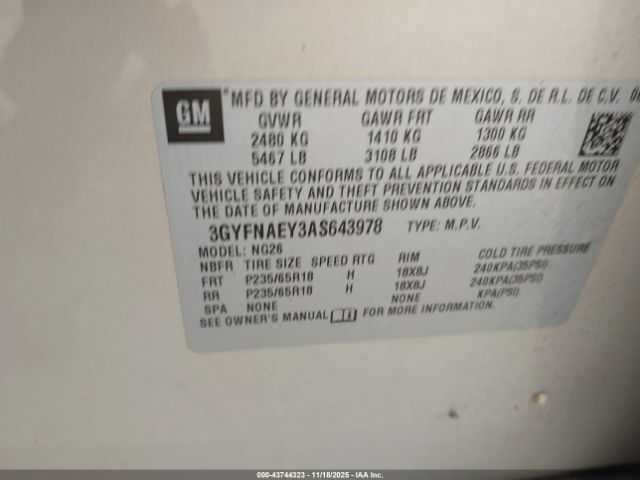 GM
*MFD BY GENERAL MOTORS DE MEXICO, S. DE R.L. DE C.V.
GVWR GAWR FRT GAWR RR
2480 KG 1410 KG 1300 KG
5467 LB 3108 LB 2866 LB
THIS VEHICLE CONFORMS TO ALL APPLICABLE U.S. FEDERAL MOTOR
VEHICLE SAFETY AND THEFT PREVENTION STANDARDS IN EFFECT ON
THE DATE OF MANUFACTURE SHOWN ABOVE.
3GYFNAEY3AS643978 TYPE: M.P.V.
MODEL: NG26
NBFR TIRE SIZE SPEED RTG RIM COLD TIRE PRESSURE
FRT P235/65R18 H 18X8J 240KPA(35PSI)
RR P235/65R18 H 18X8J 240KPA(35PSI)
SPA NONE NONE KPA(PSI)
SEE OWNER'S MANUAL FOR MORE INFORMATION.
000-43744323 - 11/18/2025 - IAA Inc.